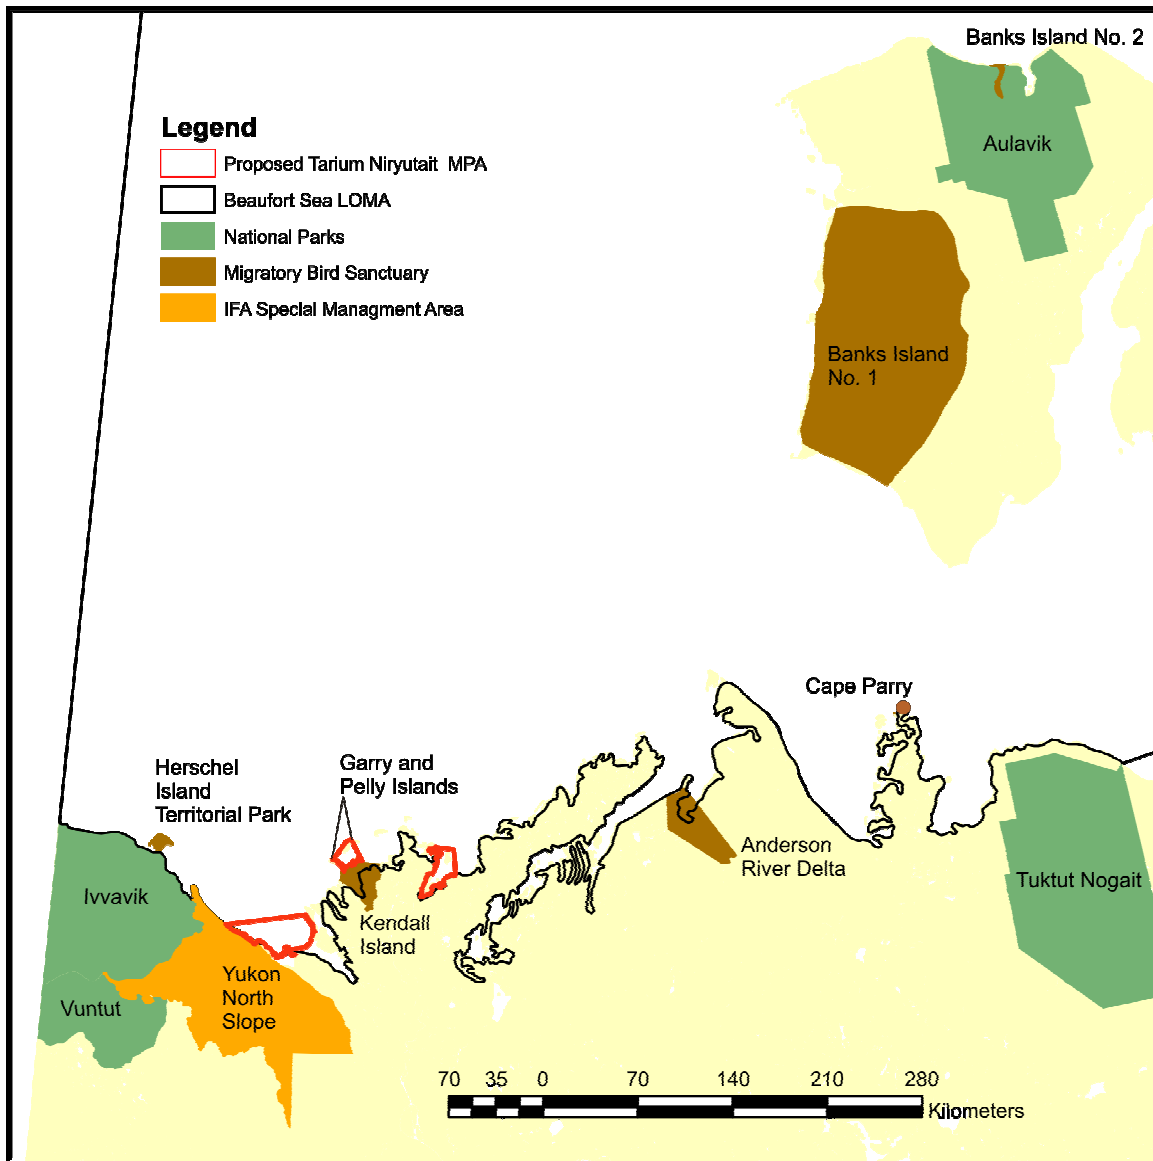 Banks Island No. 2
Aulavik
Legend
Proposed Tarium Niryutait MPA
Beaufort Sea LOMA
National Parks
Migratory Bird Sanctuary
IFA Special Managment Area
Banks Island
No. 1
Cape Parry
Herschel
Island
Territorial Park
Garry and
Pelly Islands
Anderson
River Delta
Ivvavik
Kendall
Island
Tuktut Nogait
Yukon
North
Slope
Vuntut
70 35 0 70 140 210 280
Kilometers